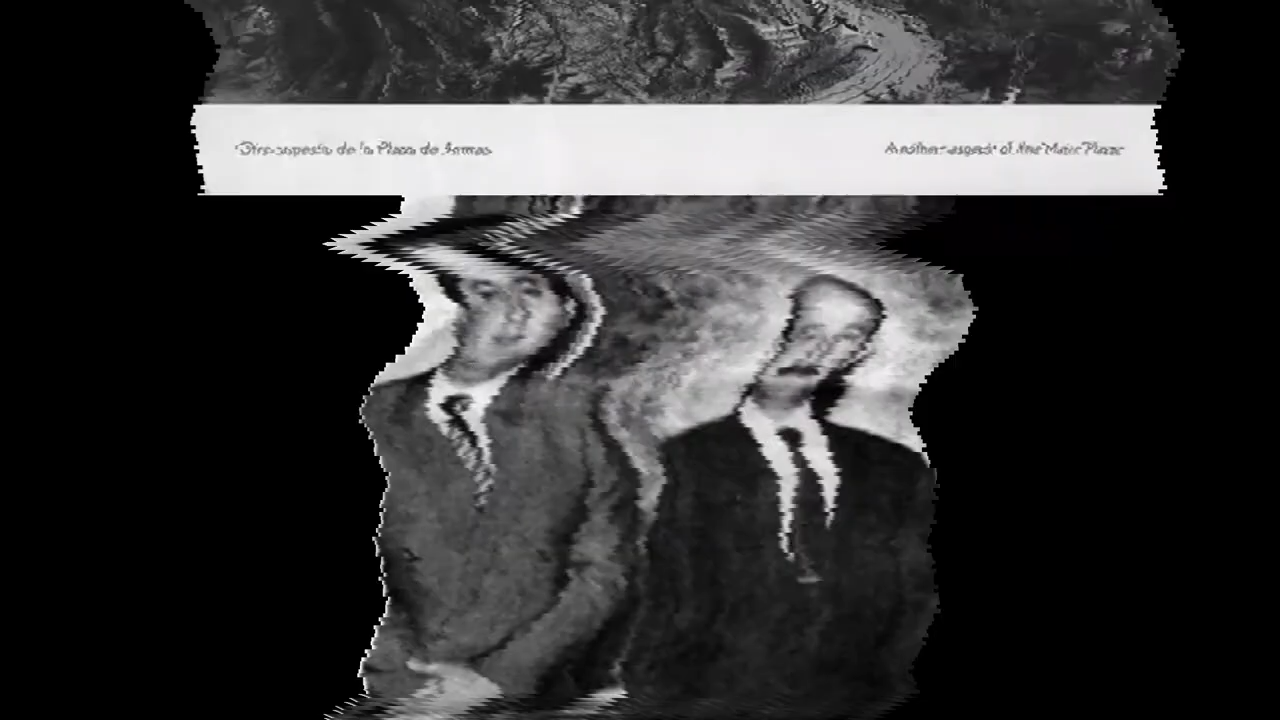 Otro aspecto de la Plaza de Armas
Another aspect of the Main Plaza